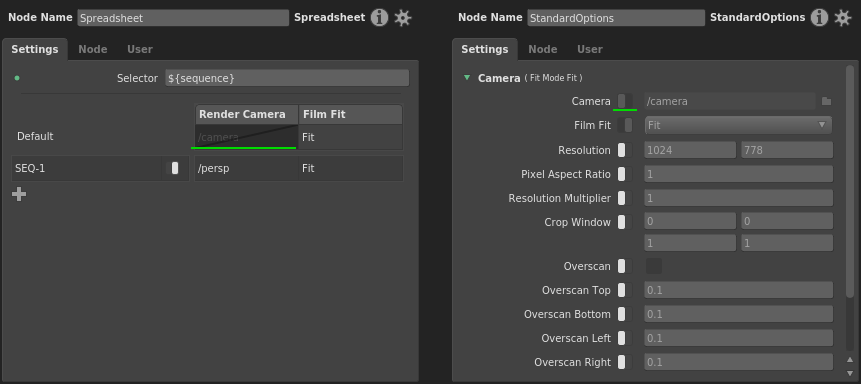 Node Name Spreadsheet Spreadsheet
Settings Node User
Selector ${sequence}
Render Camera Film Fit
Default /camera Fit
SEQ-1 /persp Fit
Node Name StandardOptions StandardOptions
Settings Node User
Camera ( Fit Mode Fit )
Camera /camera
Film Fit Fit
Resolution 1024 778
Pixel Aspect Ratio 1
Resolution Multiplier 1
Crop Window 0 0
1 1
Overscan
Overscan Top 0.1
Overscan Bottom 0.1
Overscan Left 0.1
Overscan Right 0.1